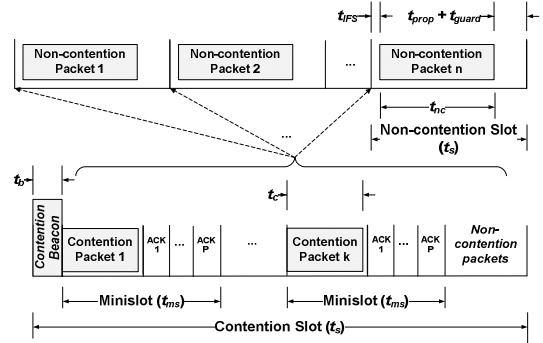 t_IFS
t_prop + t_guard
Non-contention
Packet 1
Non-contention
Packet 2
...
Non-contention
Packet n
t_nc
...
Non-contention Slot
(t_s)
t_b
t_c
Contention
Beacon
Contention
Packet 1
ACK
1
...
ACK
P
...
Contention
Packet k
ACK
1
...
ACK
P
Non-
contention
packets
Minislot (t_ms)
Minislot (t_ms)
Contention Slot (t_s)